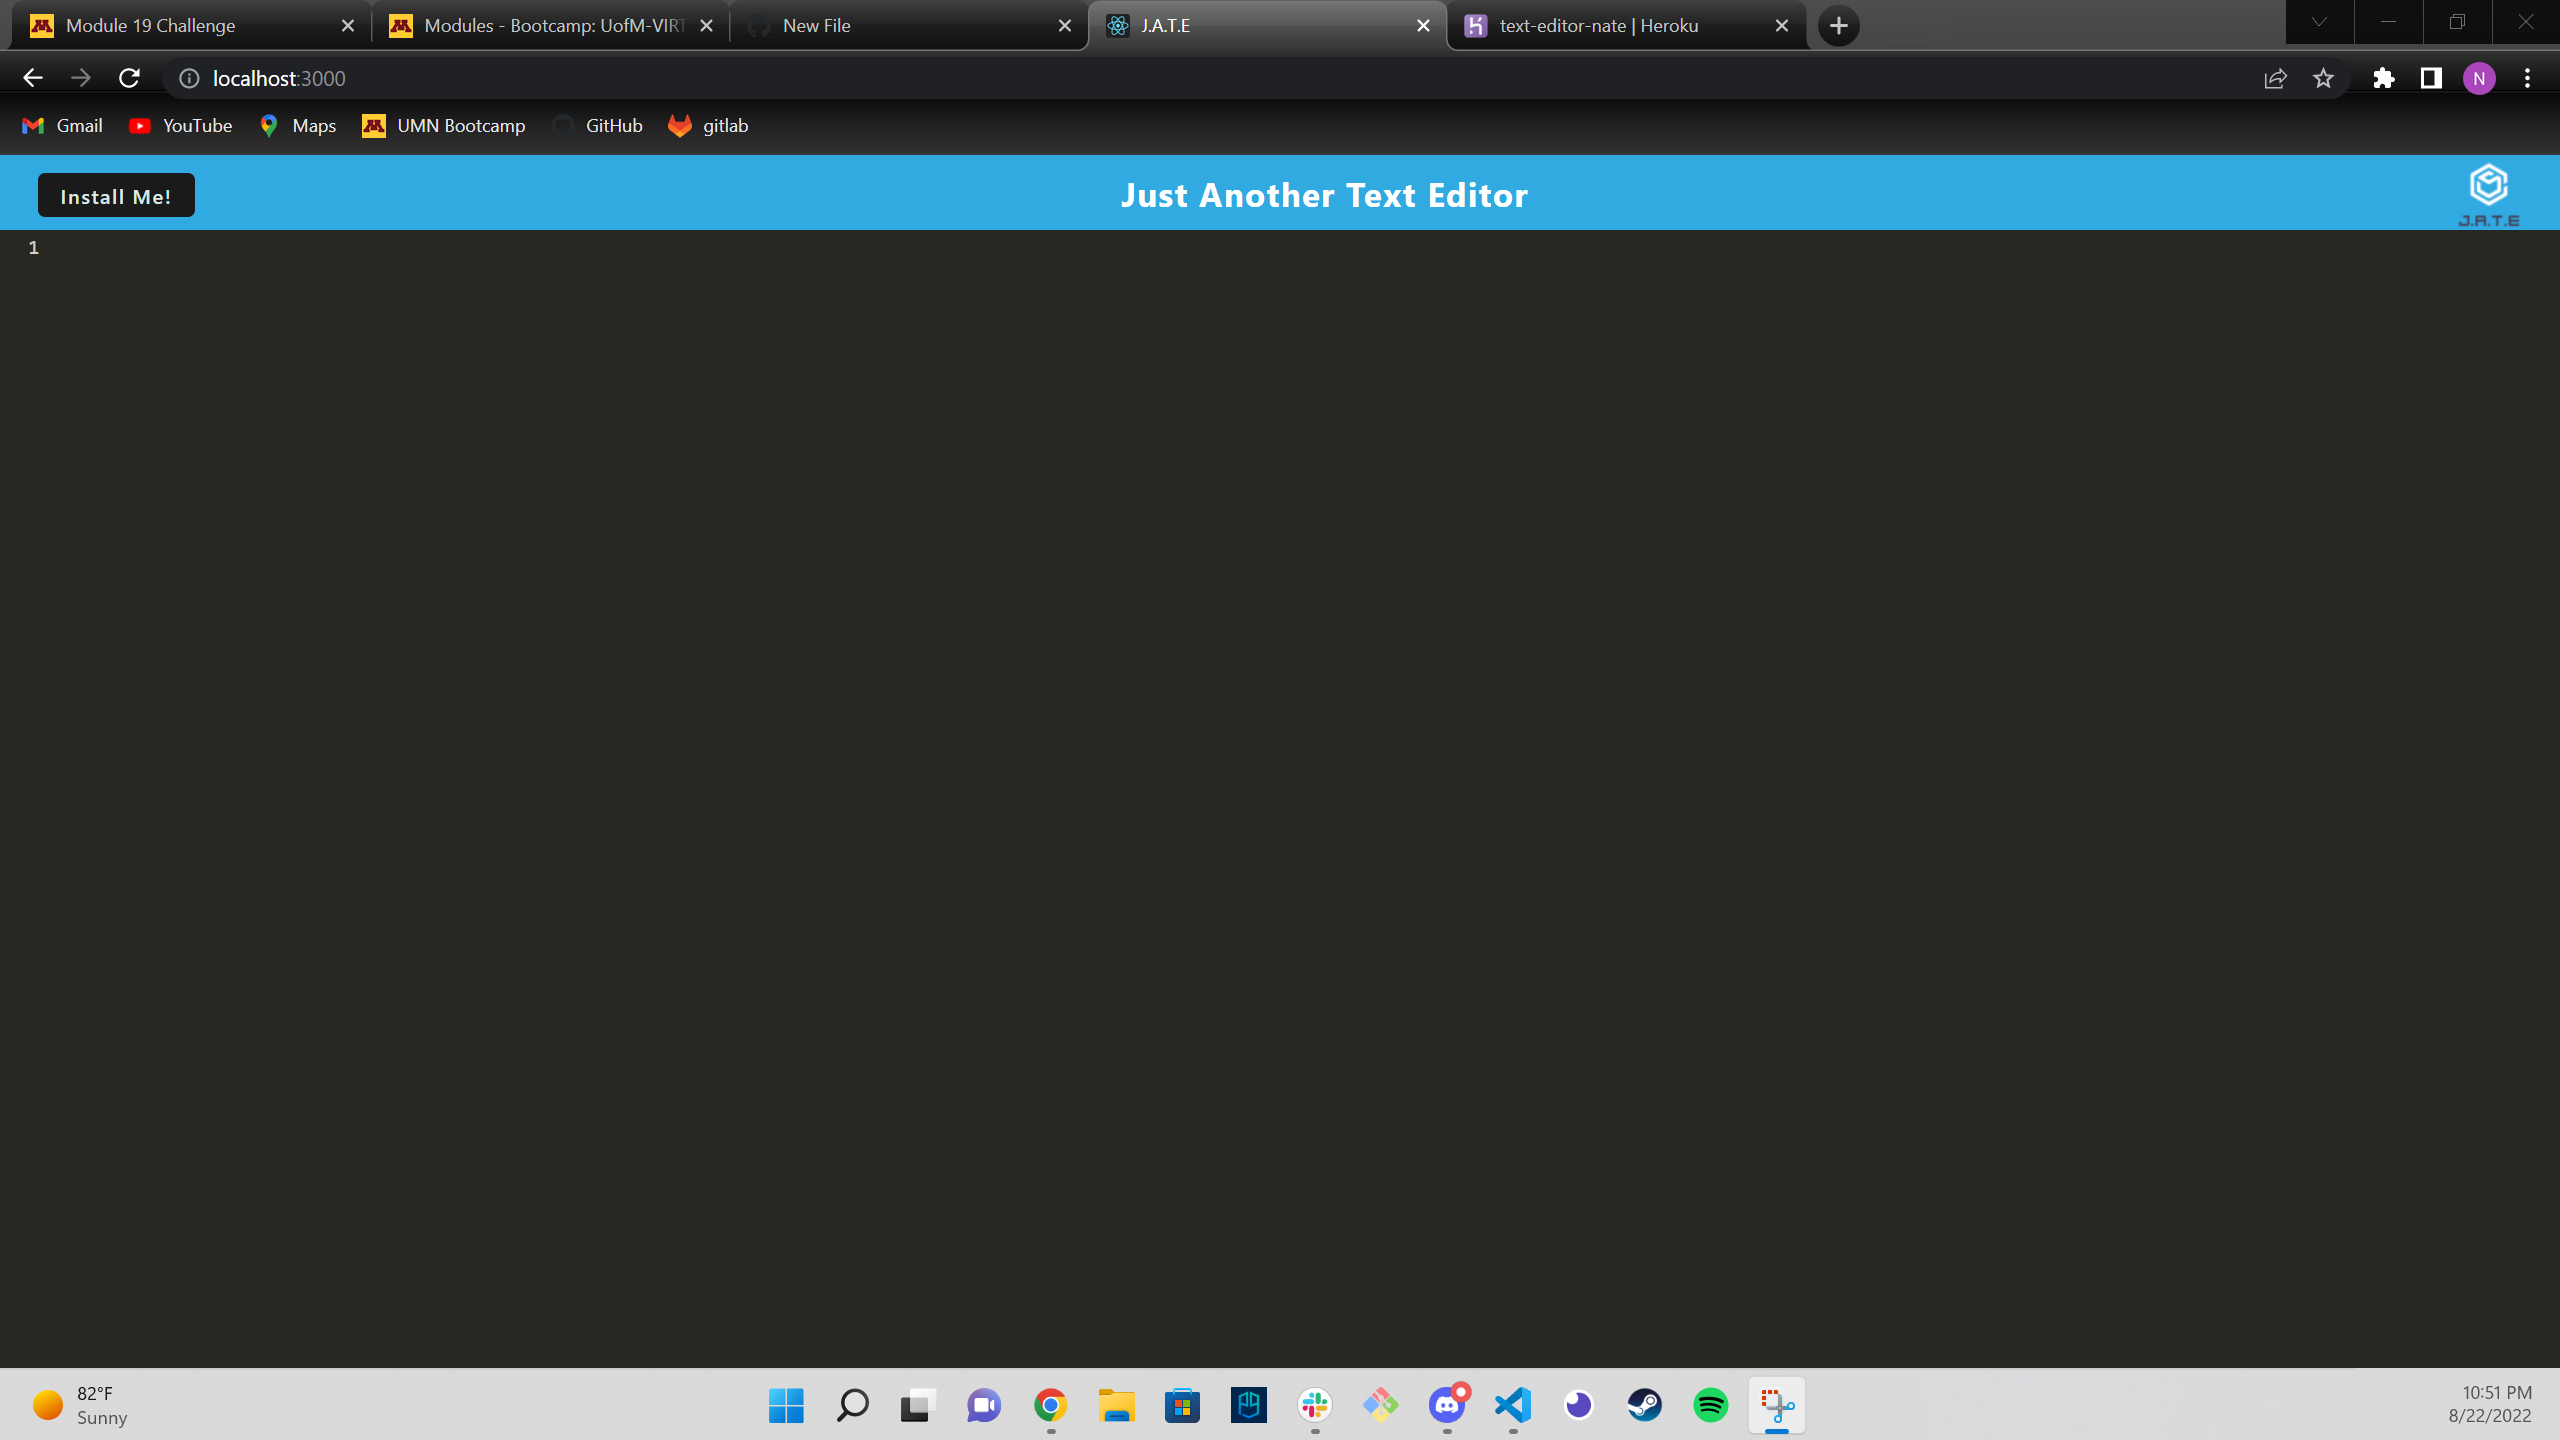 Module 19 Challenge
Modules - Bootcamp: UofM-VIRT
New File
J.A.T.E
text-editor-nate | Heroku
localhost:3000
N
Gmail
YouTube
Maps
UMN Bootcamp
GitHub
gitlab
Install Me!
Just Another Text Editor
J.A.T.E
1
82°F
Sunny
10:51 PM
8/22/2022